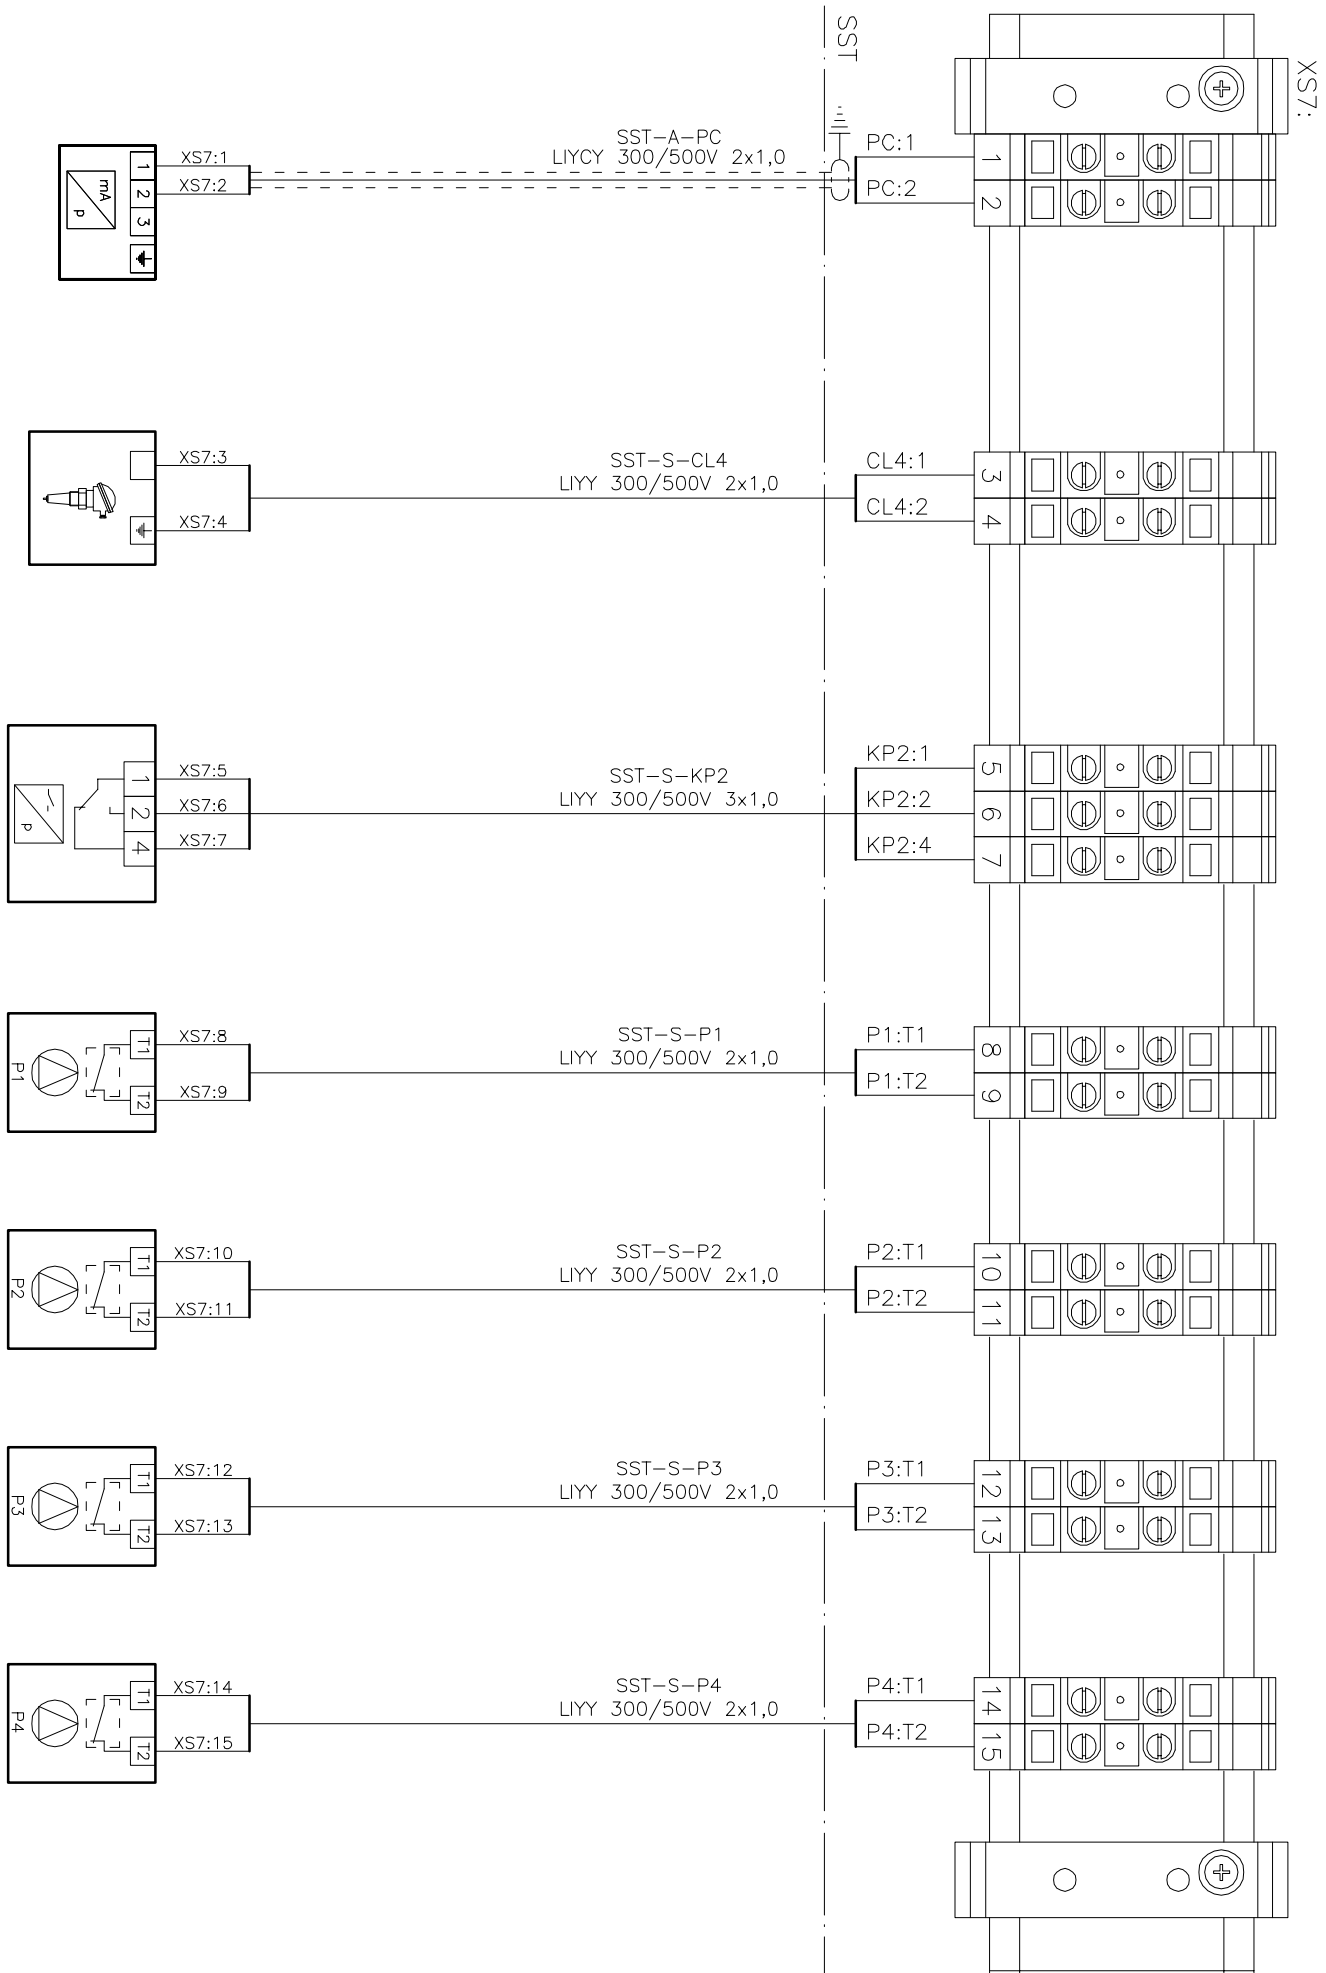 XS7:
SST
SST-A-PC
LIYCY 300/500V 2x1,0
PC:1
PC:2
XS7:1
XS7:2
1
2
3
mA
p
1
2
SST-S-CL4
LIYY 300/500V 2x1,0
CL4:1
CL4:2
XS7:3
XS7:4
3
4
SST-S-KP2
LIYY 300/500V 3x1,0
KP2:1
KP2:2
KP2:4
XS7:5
XS7:6
XS7:7
1
2
4
p
5
6
7
SST-S-P1
LIYY 300/500V 2x1,0
P1:T1
P1:T2
XS7:8
XS7:9
T1
T2
P1
8
9
SST-S-P2
LIYY 300/500V 2x1,0
P2:T1
P2:T2
XS7:10
XS7:11
T1
T2
P2
10
11
SST-S-P3
LIYY 300/500V 2x1,0
P3:T1
P3:T2
XS7:12
XS7:13
T1
T2
P3
12
13
SST-S-P4
LIYY 300/500V 2x1,0
P4:T1
P4:T2
XS7:14
XS7:15
T1
T2
P4
14
15